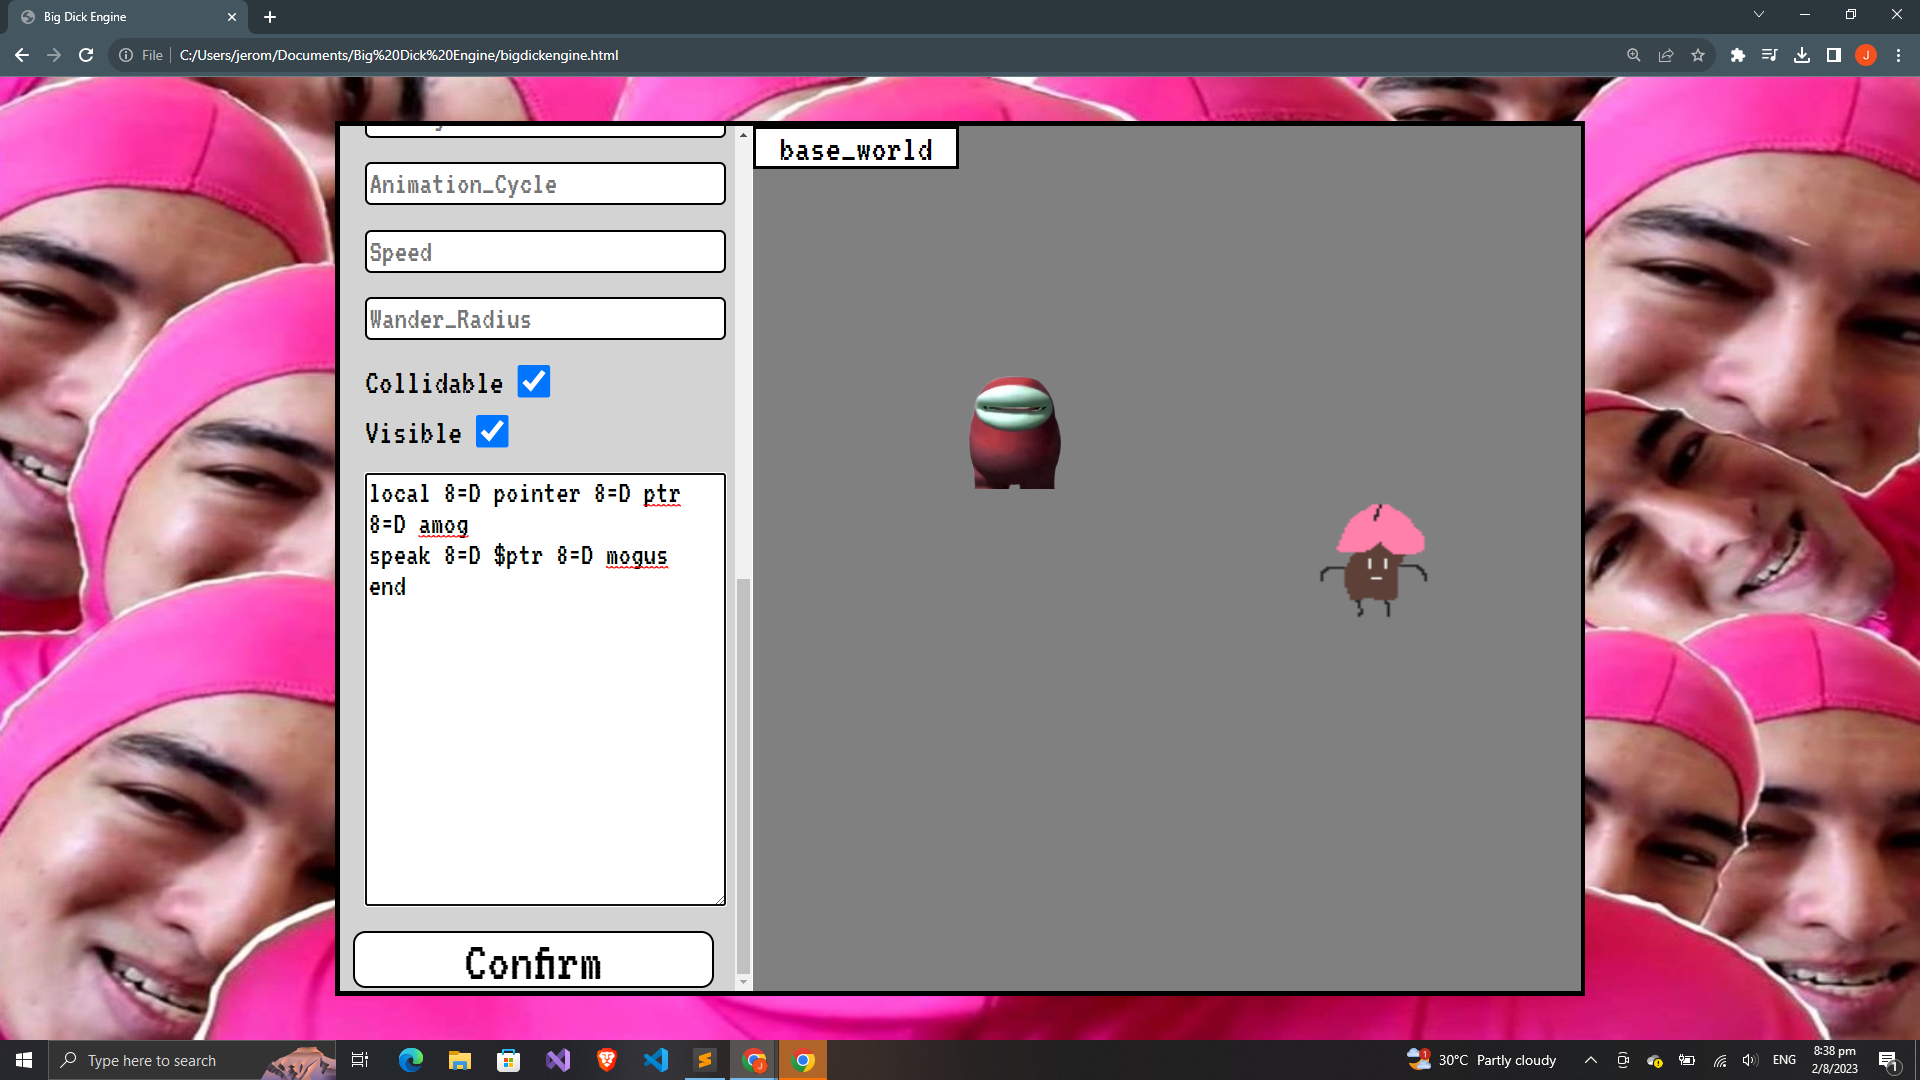 Big Dick Engine
File
C:/Users/jerom/Documents/Big%20Dick%20Engine/bigdickengine.html
J
base_world
Animation_Cycle
Speed
Wander_Radius
Collidable
Visible
local 8=D pointer 8=D ptr
8=D amog
speak 8=D $ptr 8=D mogus
end
Confirm
Type here to search
30°C Partly cloudy
ENG
8:38 pm
2/8/2023